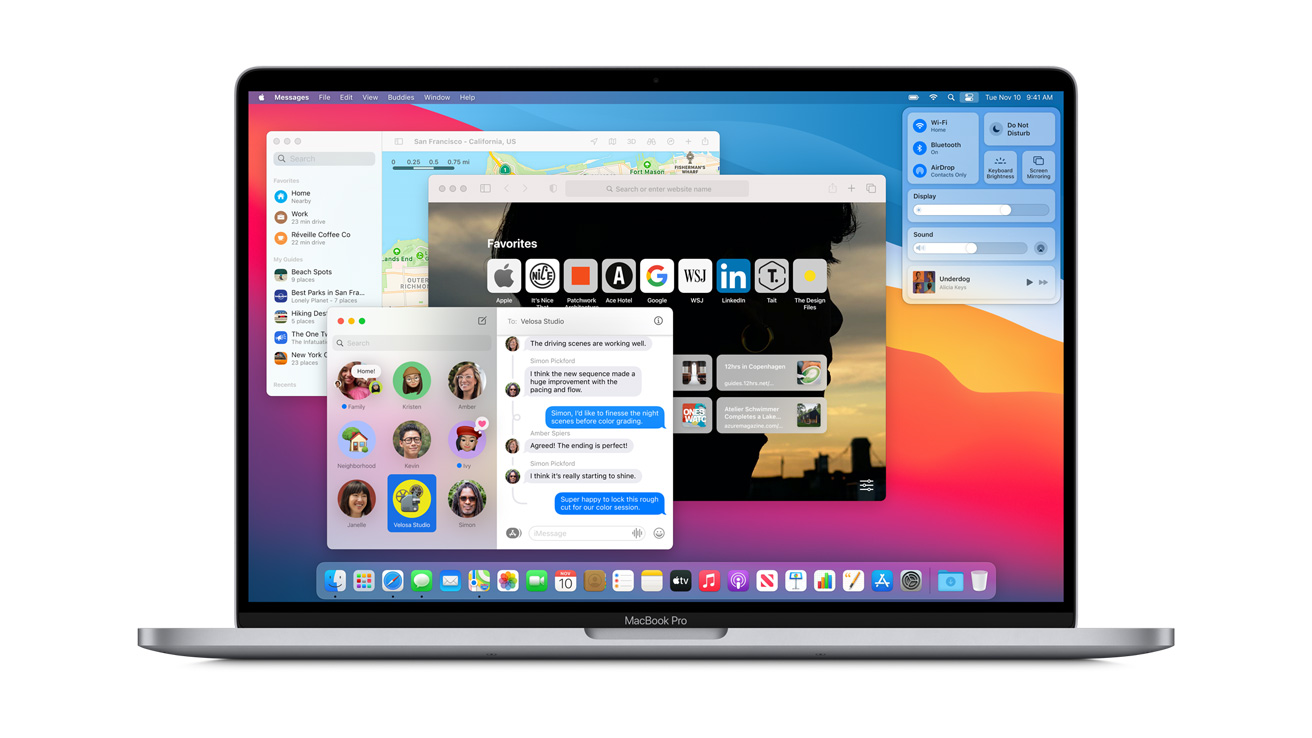 Messages File Edit View Buddies Window Help
Tue Nov 10 9:41 AM
San Francisco - California, US
Search
Favorites
Home
Nearby
Work
23 min drive
Réveille Coffee Co
22 min drive
My Guides
Beach Spots
9 places
Best Parks in San Fra...
Lonely Planet - 7 places
Hiking Des
5 places
The One T
The Infatuati
New York C
23 places
Recents
0 0.25 0.5 0.75 mi
1
Fort Mason
FISHERMAN'S
WHARF
Lands End
OUTER
RICHMON
Search or enter website name
Favorites
NICE
A
G
WSJ
in
T.
Apple
It's Nice
That
Patchwork
Architecture
Ace Hotel
Google
WSJ
LinkedIn
Tait
The Design
Files
12hrs in Copenhagen
guides.12hrs.net/...
ONES
WATC
Atelier Schwimmer
Completes a Lake...
azuremagazine.com/...
Search
Home!
Family
Kristen
Amber
Neighborhood
Kevin
Ivy
Janelle
Velosa Studio
Simon
To: Velosa Studio
The driving scenes are working well.
Simon Pickford
I think the new sequence made a
huge improvement with the
pacing and flow.
Simon, I'd like to finesse the night
scenes before color grading.
Amber Spiers
Agreed! The ending is perfect!
Simon Pickford
I think it's really starting to shine.
Super happy to lock this rough
cut for our color session.
iMessage
Wi-Fi
Home
Bluetooth
On
AirDrop
Contacts Only
Do Not
Disturb
Keyboard
Brightness
Screen
Mirroring
Display
Sound
Underdog
Alicia Keys
NOV
10
tv
MacBook Pro